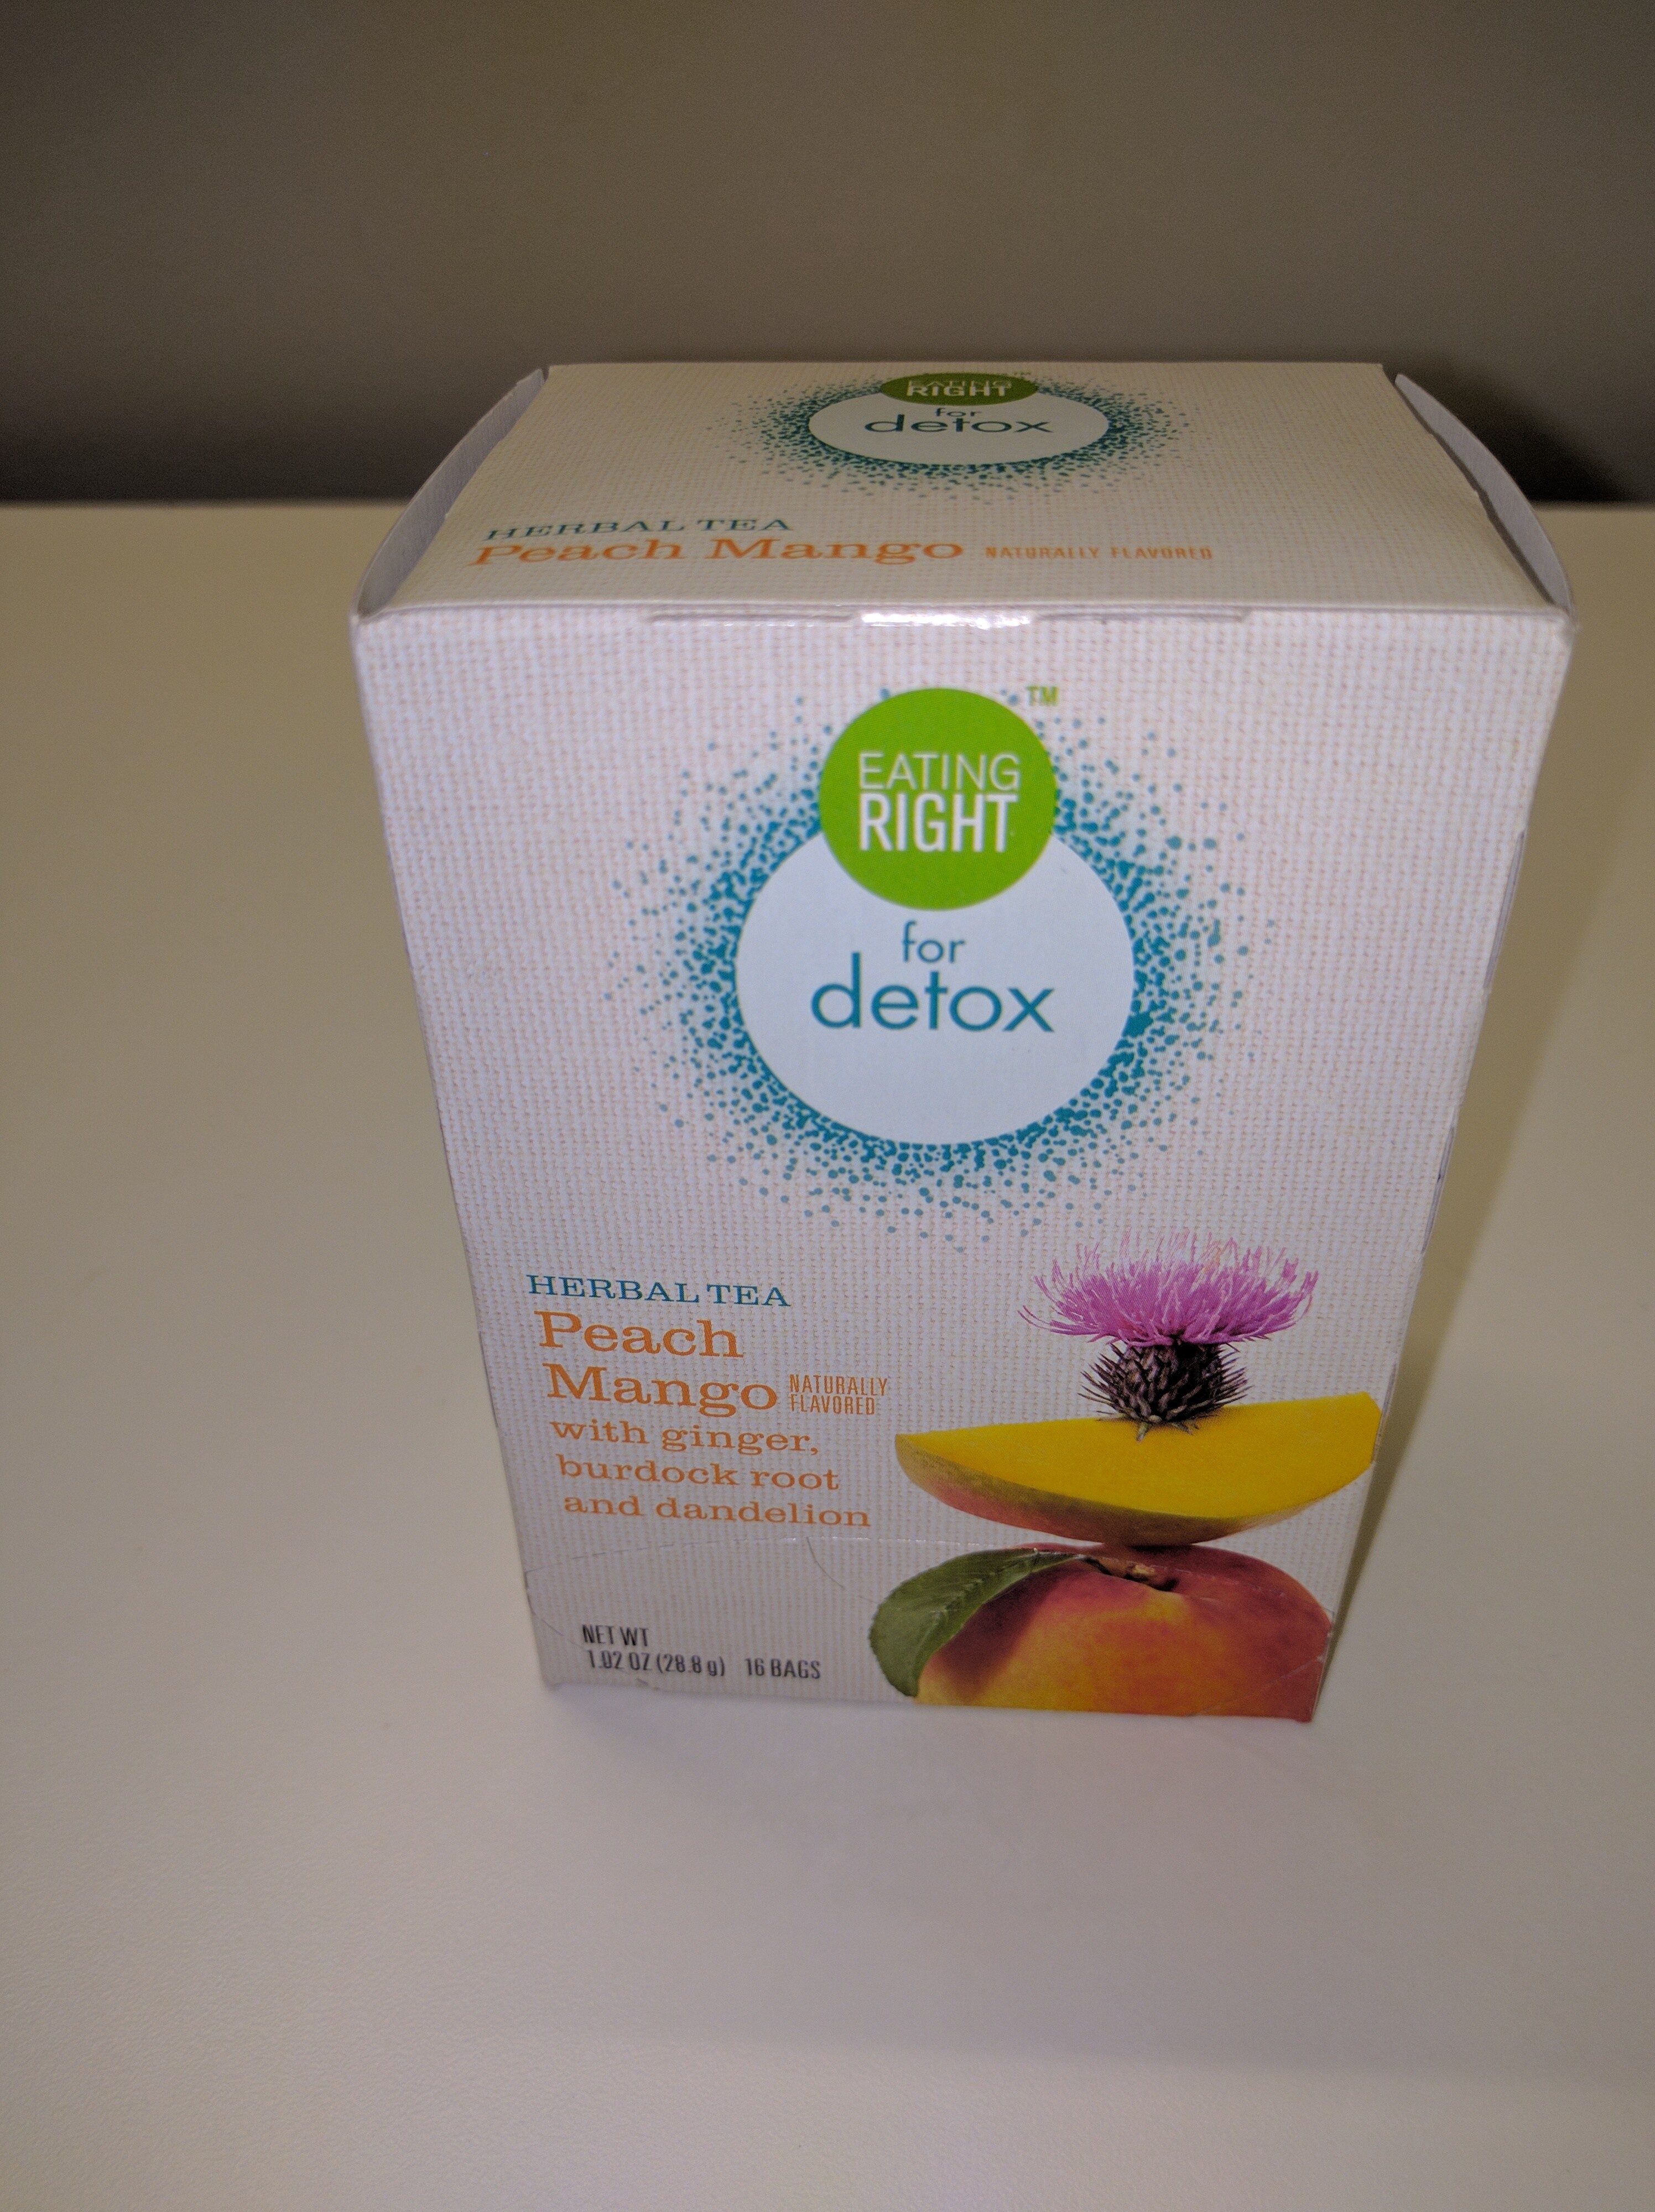 EATING
RIGHT
for
detox
HERBAL TEA
Peach Mango NATURALLY FLAVORED
TM
EATING
RIGHT
for
detox
HERBAL TEA
Peach
Mango NATURALLY
FLAVORED
with ginger,
burdock root
and dandelion
NET WT
1.02 OZ (28.8 g) 16 BAGS